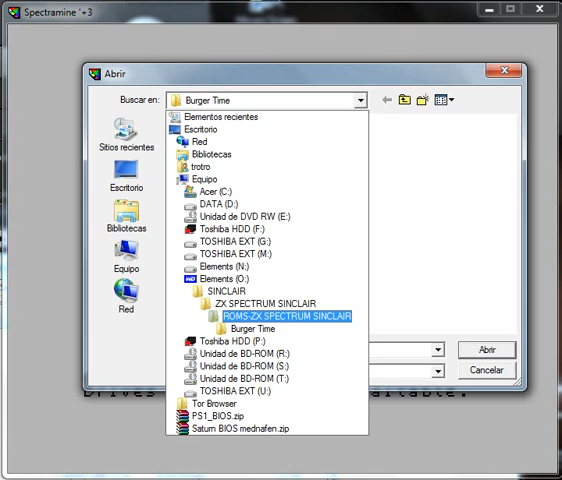 Spectramine '+3
Abrir
Buscar en:
Burger Time
Sitios recientes
Escritorio
Bibliotecas
Equipo
Red
Elementos recientes
Escritorio
Red
Bibliotecas
trotro
Equipo
Acer (C:)
DATA (D:)
Unidad de DVD RW (E:)
Toshiba HDD (F:)
TOSHIBA EXT (G:)
TOSHIBA EXT (M:)
Elements (N:)
Elements (O:)
SINCLAIR
ZX SPECTRUM SINCLAIR
ROMS-ZX SPECTRUM SINCLAIR
Burger Time
Toshiba HDD (P:)
Unidad de BD-ROM (R:)
Unidad de BD-ROM (S:)
Unidad de BD-ROM (T:)
TOSHIBA EXT (U:)
Tor Browser
PS1_BIOS.zip
Saturn BIOS mednafen.zip
Abrir
Cancelar